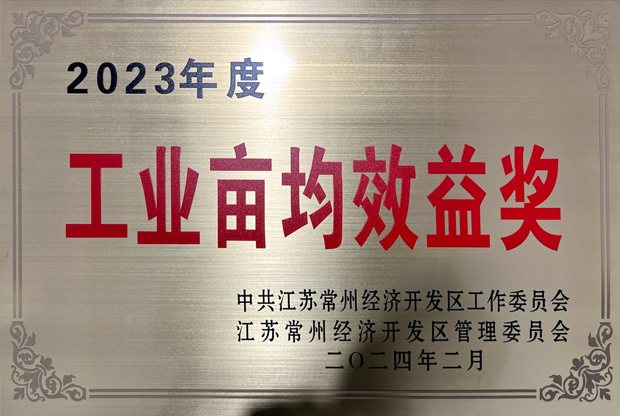 2023年度
工业亩均效益奖
中共江苏常州经济开发区工作委员会
江苏常州经济开发区管理委员会
二〇二四年二月